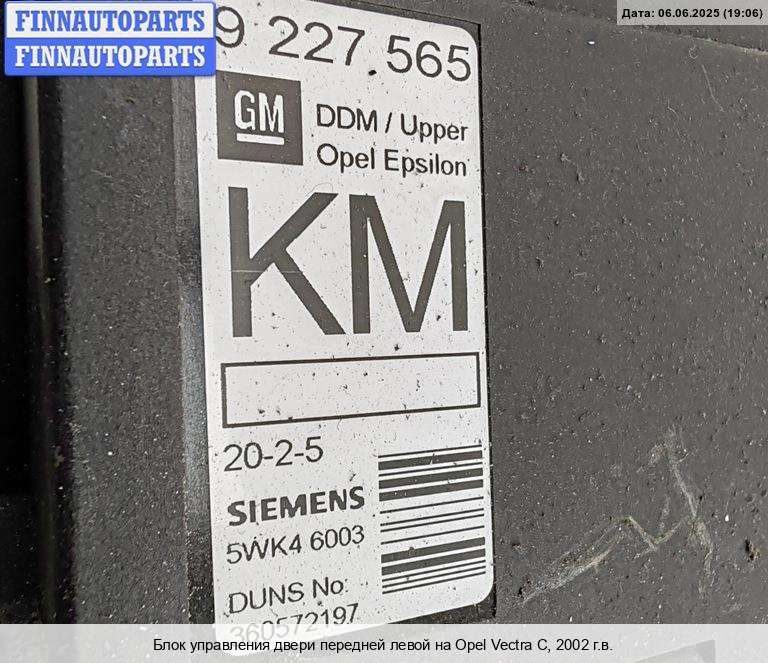 FINNAUTOPARTS
FINNAUTOPARTS
Дата: 06.06.2025 (19:06)
9 227 565
GM
DDM / Upper
Opel Epsilon
KM
20-2-5
SIEMENS
5WK4 6003
DUNS No
360572197
Блок управления двери передней левой на Opel Vectra C, 2002 г.в.